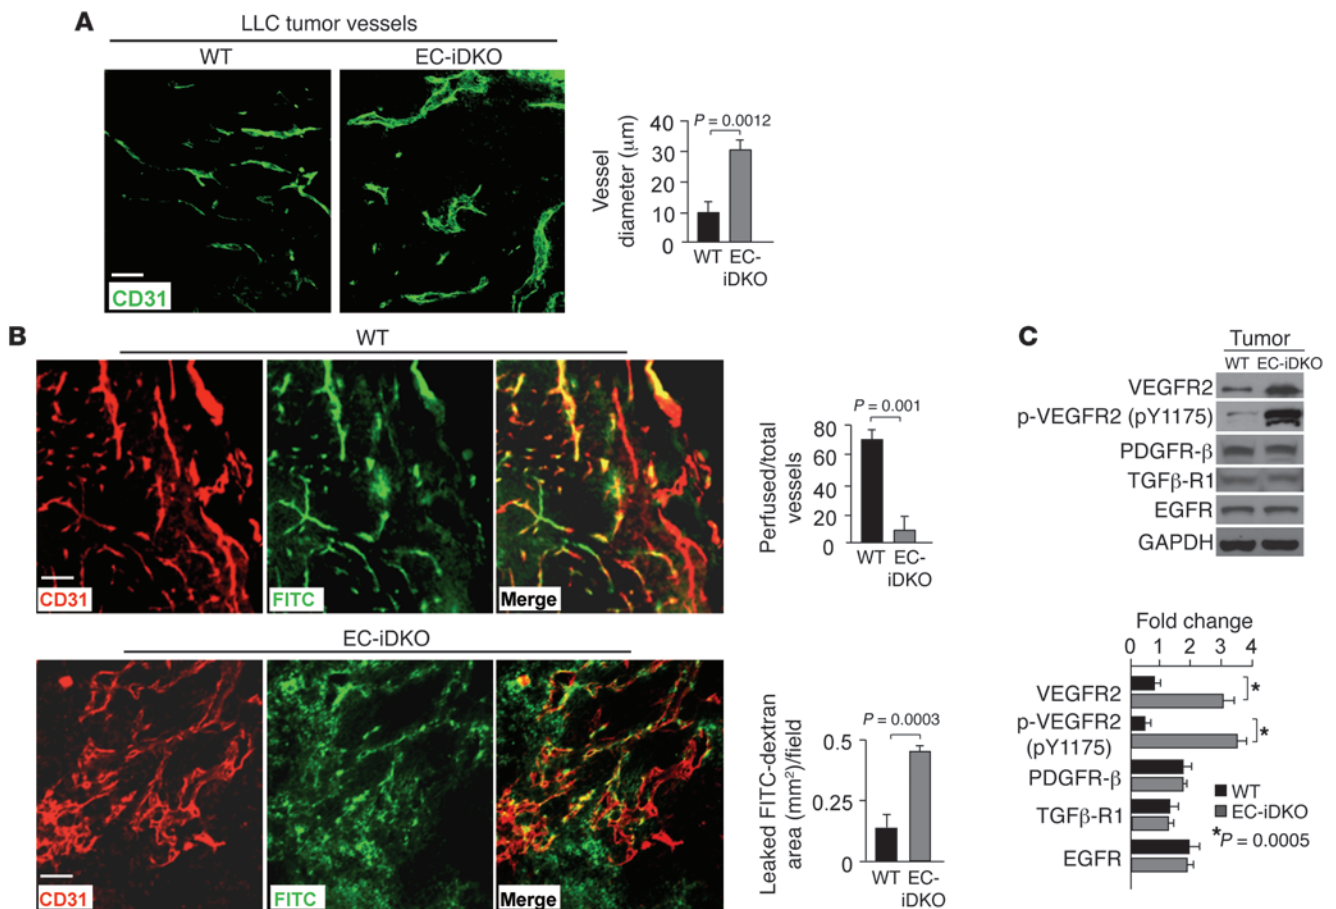 A
LLC tumor vessels
WT
EC-iDKO
CD31
Vessel
diameter (μm)
40
30
20
10
0
P = 0.0012
WT
EC-
iDKO
B
WT
CD31
FITC
Merge
Perfused/total
vessels
80
60
40
20
0
P = 0.001
WT
EC-
iDKO
EC-iDKO
CD31
FITC
Merge
Leaked FITC-dextran
area (mm²)/field
0.5
0.25
0
P = 0.0003
WT
EC-
iDKO
C
Tumor
WT EC-iDKO
VEGFR2
p-VEGFR2 (pY1175)
PDGFR-β
TGFβ-R1
EGFR
GAPDH
Fold change
0 1 2 3 4
VEGFR2
*
p-VEGFR2
(pY1175)
*
PDGFR-β
TGFβ-R1
EGFR
WT
EC-iDKO
*P = 0.0005